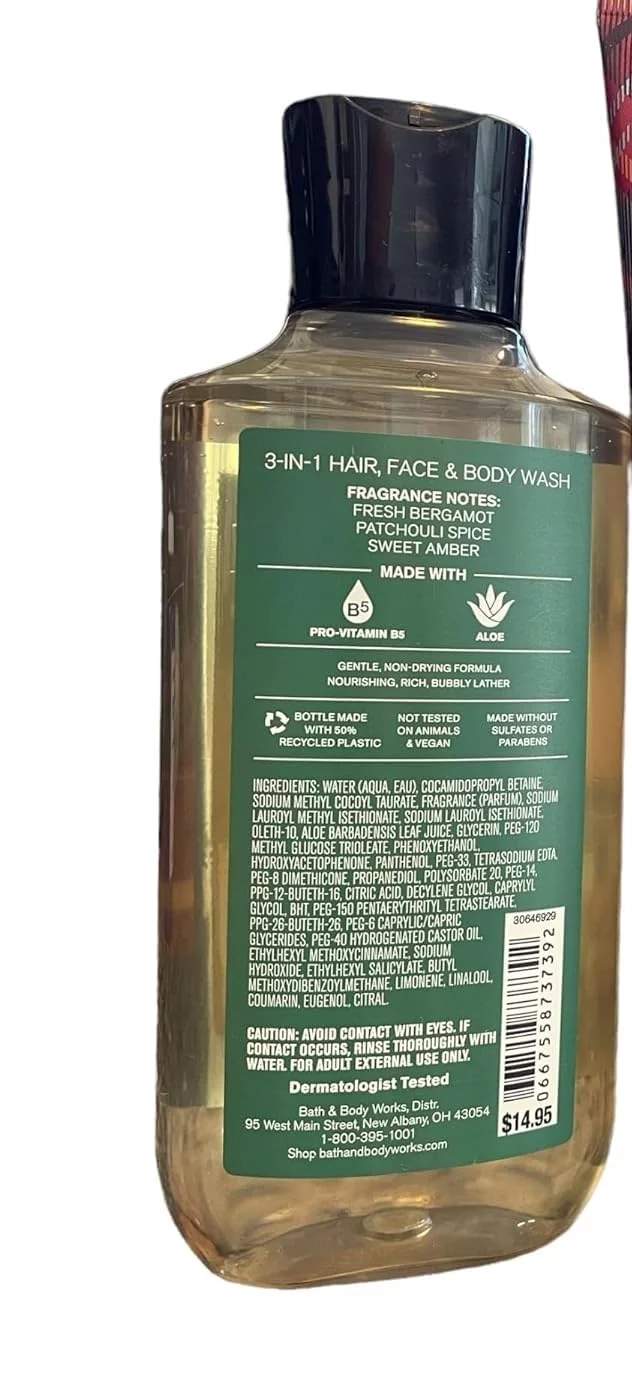 3-IN-1 HAIR, FACE & BODY WASH
FRAGRANCE NOTES:
FRESH BERGAMOT
PATCHOULI SPICE
SWEET AMBER
MADE WITH
B5
PRO-VITAMIN B5
ALOE
GENTLE, NON-DRYING FORMULA
NOURISHING, RICH, BUBBLY LATHER
BOTTLE MADE
WITH 50%
RECYCLED PLASTIC
NOT TESTED
ON ANIMALS
& VEGAN
MADE WITHOUT
SULFATES OR
PARABENS
INGREDIENTS: WATER (AQUA, EAU), COCAMIDOPROPYL BETAINE,
SODIUM METHYL COCOYL TAURATE, FRAGRANCE (PARFUM), SODIUM
LAUROYL METHYL ISETHIONATE, SODIUM LAUROYL ISETHIONATE,
OLETH-10, ALOE BARBADENSIS LEAF JUICE, GLYCERIN, PEG-120
METHYL GLUCOSE TRIOLEATE, PHENOXYETHANOL,
HYDROXYACETOPHENONE, PANTHENOL, PEG-33, TETRASODIUM EDTA,
PEG-8 DIMETHICONE, PROPANEDIOL, POLYSORBATE 20, PEG-14,
PPG-12-BUTETH-16, CITRIC ACID, DECYLENE GLYCOL, CAPRYLYL
GLYCOL, BHT, PEG-150 PENTAERYTHRITYL TETRASTEARATE,
PPG-26-BUTETH-26, PEG-6 CAPRYLIC/CAPRIC
GLYCERIDES, PEG-40 HYDROGENATED CASTOR OIL,
ETHYLHEXYL METHOXYCINNAMATE, SODIUM
HYDROXIDE, ETHYLHEXYL SALICYLATE, BUTYL
METHOXYDIBENZOYLMETHANE, LIMONENE, LINALOOL,
COUMARIN, EUGENOL, CITRAL.
CAUTION: AVOID CONTACT WITH EYES. IF
CONTACT OCCURS, RINSE THOROUGHLY WITH
WATER. FOR ADULT EXTERNAL USE ONLY.
Dermatologist Tested
Bath & Body Works, Distr.
95 West Main Street, New Albany, OH 43054
1-800-395-1001
Shop bathandbodyworks.com
30646929
0667558737392
$14.95